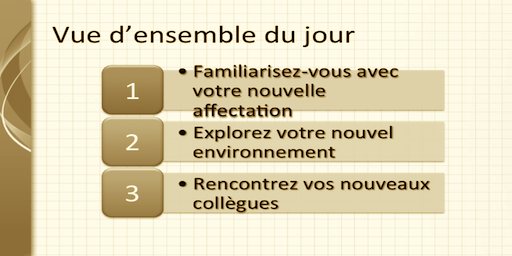 Vue d’ensemble du jour
1
• Familiarisez-vous avec
votre nouvelle
affectation
2
• Explorez votre nouvel
environnement
3
• Rencontrez vos nouveaux
collègues